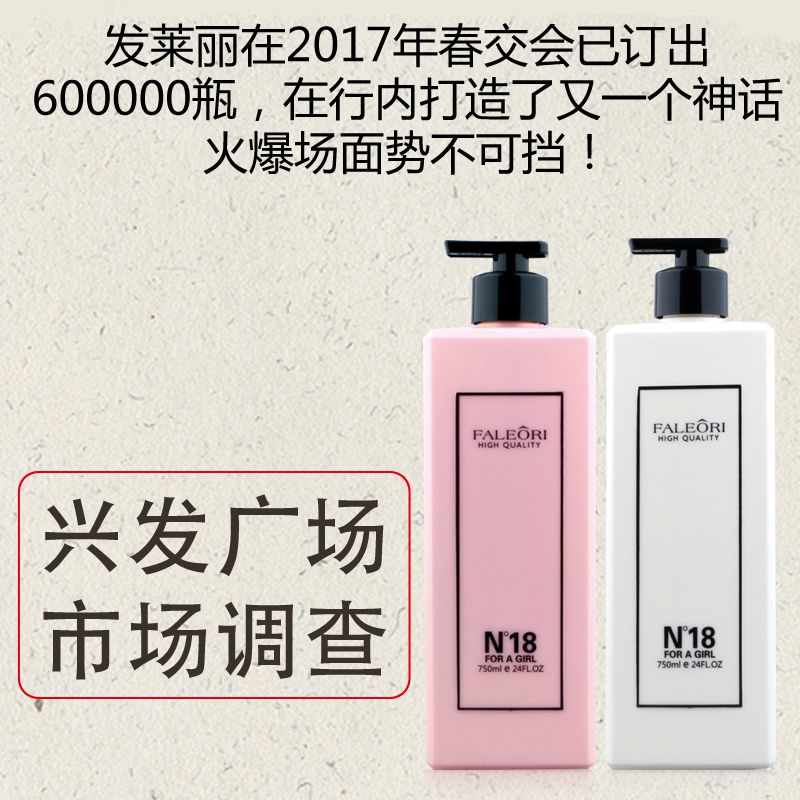 发莱丽在2017年春交会已订出
600000瓶，在行内打造了又一个神话
火爆场面势不可挡！
兴发广场
市场调查
FALEÔRI
HIGH QUALITY
N°18
FOR A GIRL
750ml e 24FL.OZ
FALEÔRI
HIGH QUALITY
N°18
FOR A GIRL
750ml e 24FL.OZ